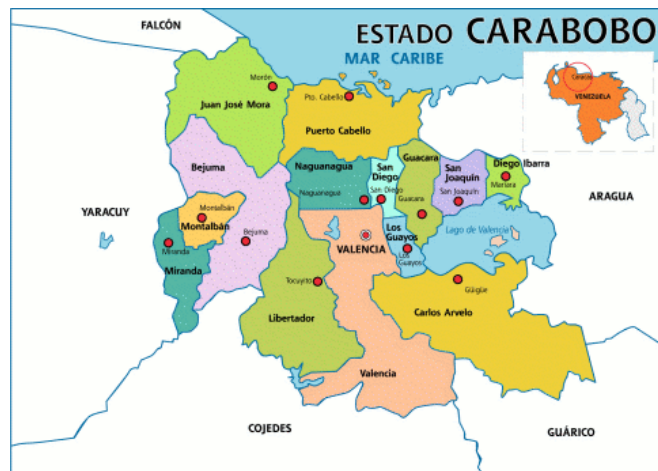 FALCÓN
ESTADO CARABOBO
MAR CARIBE
Caracas
VENEZUELA
Morón
Juan José Mora
Pto. Cabello
Puerto Cabello
Bejuma
Naguanagua
Naguanagua
San
Diego
San Diego
Guacara
Guacara
San
Joaquín
San Joaquín
Diego Ibarra
Mariara
ARAGUA
YARACUY
Montalbán
Montalbán
Miranda
Miranda
Bejuma
VALENCIA
Los
Guayos
Los
Guayos
Lago de Valencia
Tocuyito
Libertador
Güigüe
Carlos Arvelo
Valencia
COJEDES
GUÁRICO